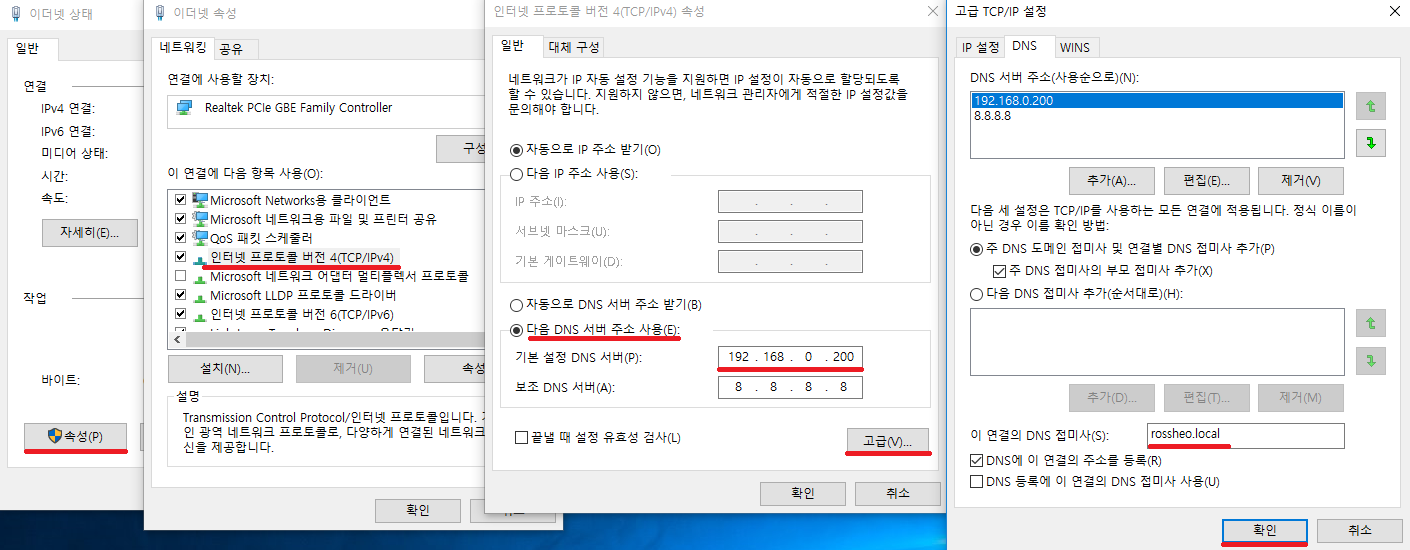 이더넷 상태
일반
연결
IPv4 연결:
IPv6 연결:
미디어 상태:
시간:
속도:
자세히(E)...
작업
바이트:
속성(P)
이더넷 속성
네트워킹
공유
연결에 사용할 장치:
Realtek PCIe GBE Family Controller
구성
이 연결에 다음 항목 사용(O):
Microsoft Networks용 클라이언트
Microsoft 네트워크용 파일 및 프린터 공유
QoS 패킷 스케줄러
인터넷 프로토콜 버전 4(TCP/IPv4)
Microsoft 네트워크 어댑터 멀티플렉서 프로토콜
Microsoft LLDP 프로토콜 드라이버
인터넷 프로토콜 버전 6(TCP/IPv6)
설치(N)...
제거(U)
속성
설명
Transmission Control Protocol/인터넷 프로토콜입니다.
인 광역 네트워크 프로토콜로, 다양하게 연결된 네트워크
신을 제공합니다.
확인
인터넷 프로토콜 버전 4(TCP/IPv4) 속성
일반
대체 구성
네트워크가 IP 자동 설정 기능을 지원하면 IP 설정이 자동으로 할당되도록
할 수 있습니다. 지원하지 않으면, 네트워크 관리자에게 적절한 IP 설정값을
문의해야 합니다.
자동으로 IP 주소 받기(O)
다음 IP 주소 사용(S):
IP 주소(I):
서브넷 마스크(U):
기본 게이트웨이(D):
자동으로 DNS 서버 주소 받기(B)
다음 DNS 서버 주소 사용(E):
기본 설정 DNS 서버(P):
192 . 168 . 0 . 200
보조 DNS 서버(A):
8 . 8 . 8 . 8
끝낼 때 설정 유효성 검사(L)
고급(V)...
확인
취소
고급 TCP/IP 설정
IP 설정
DNS
WINS
DNS 서버 주소(사용순으로)(N):
192.168.0.200
8.8.8.8
추가(A)...
편집(E)...
제거(V)
다음 세 설정은 TCP/IP를 사용하는 모든 연결에 적용됩니다. 정식 이름이
아닌 경우 이를 확인 방법:
주 DNS 도메인 접미사 및 연결별 DNS 접미사 추가(P)
주 DNS 접미사의 부모 접미사 추가(X)
다음 DNS 접미사 추가(순서대로)(H):
추가(D)...
편집(T)...
제거(M)
이 연결의 DNS 접미사(S):
rossheo.local
DNS에 이 연결의 주소를 등록(R)
DNS 등록에 이 연결의 DNS 접미사 사용(U)
확인
취소